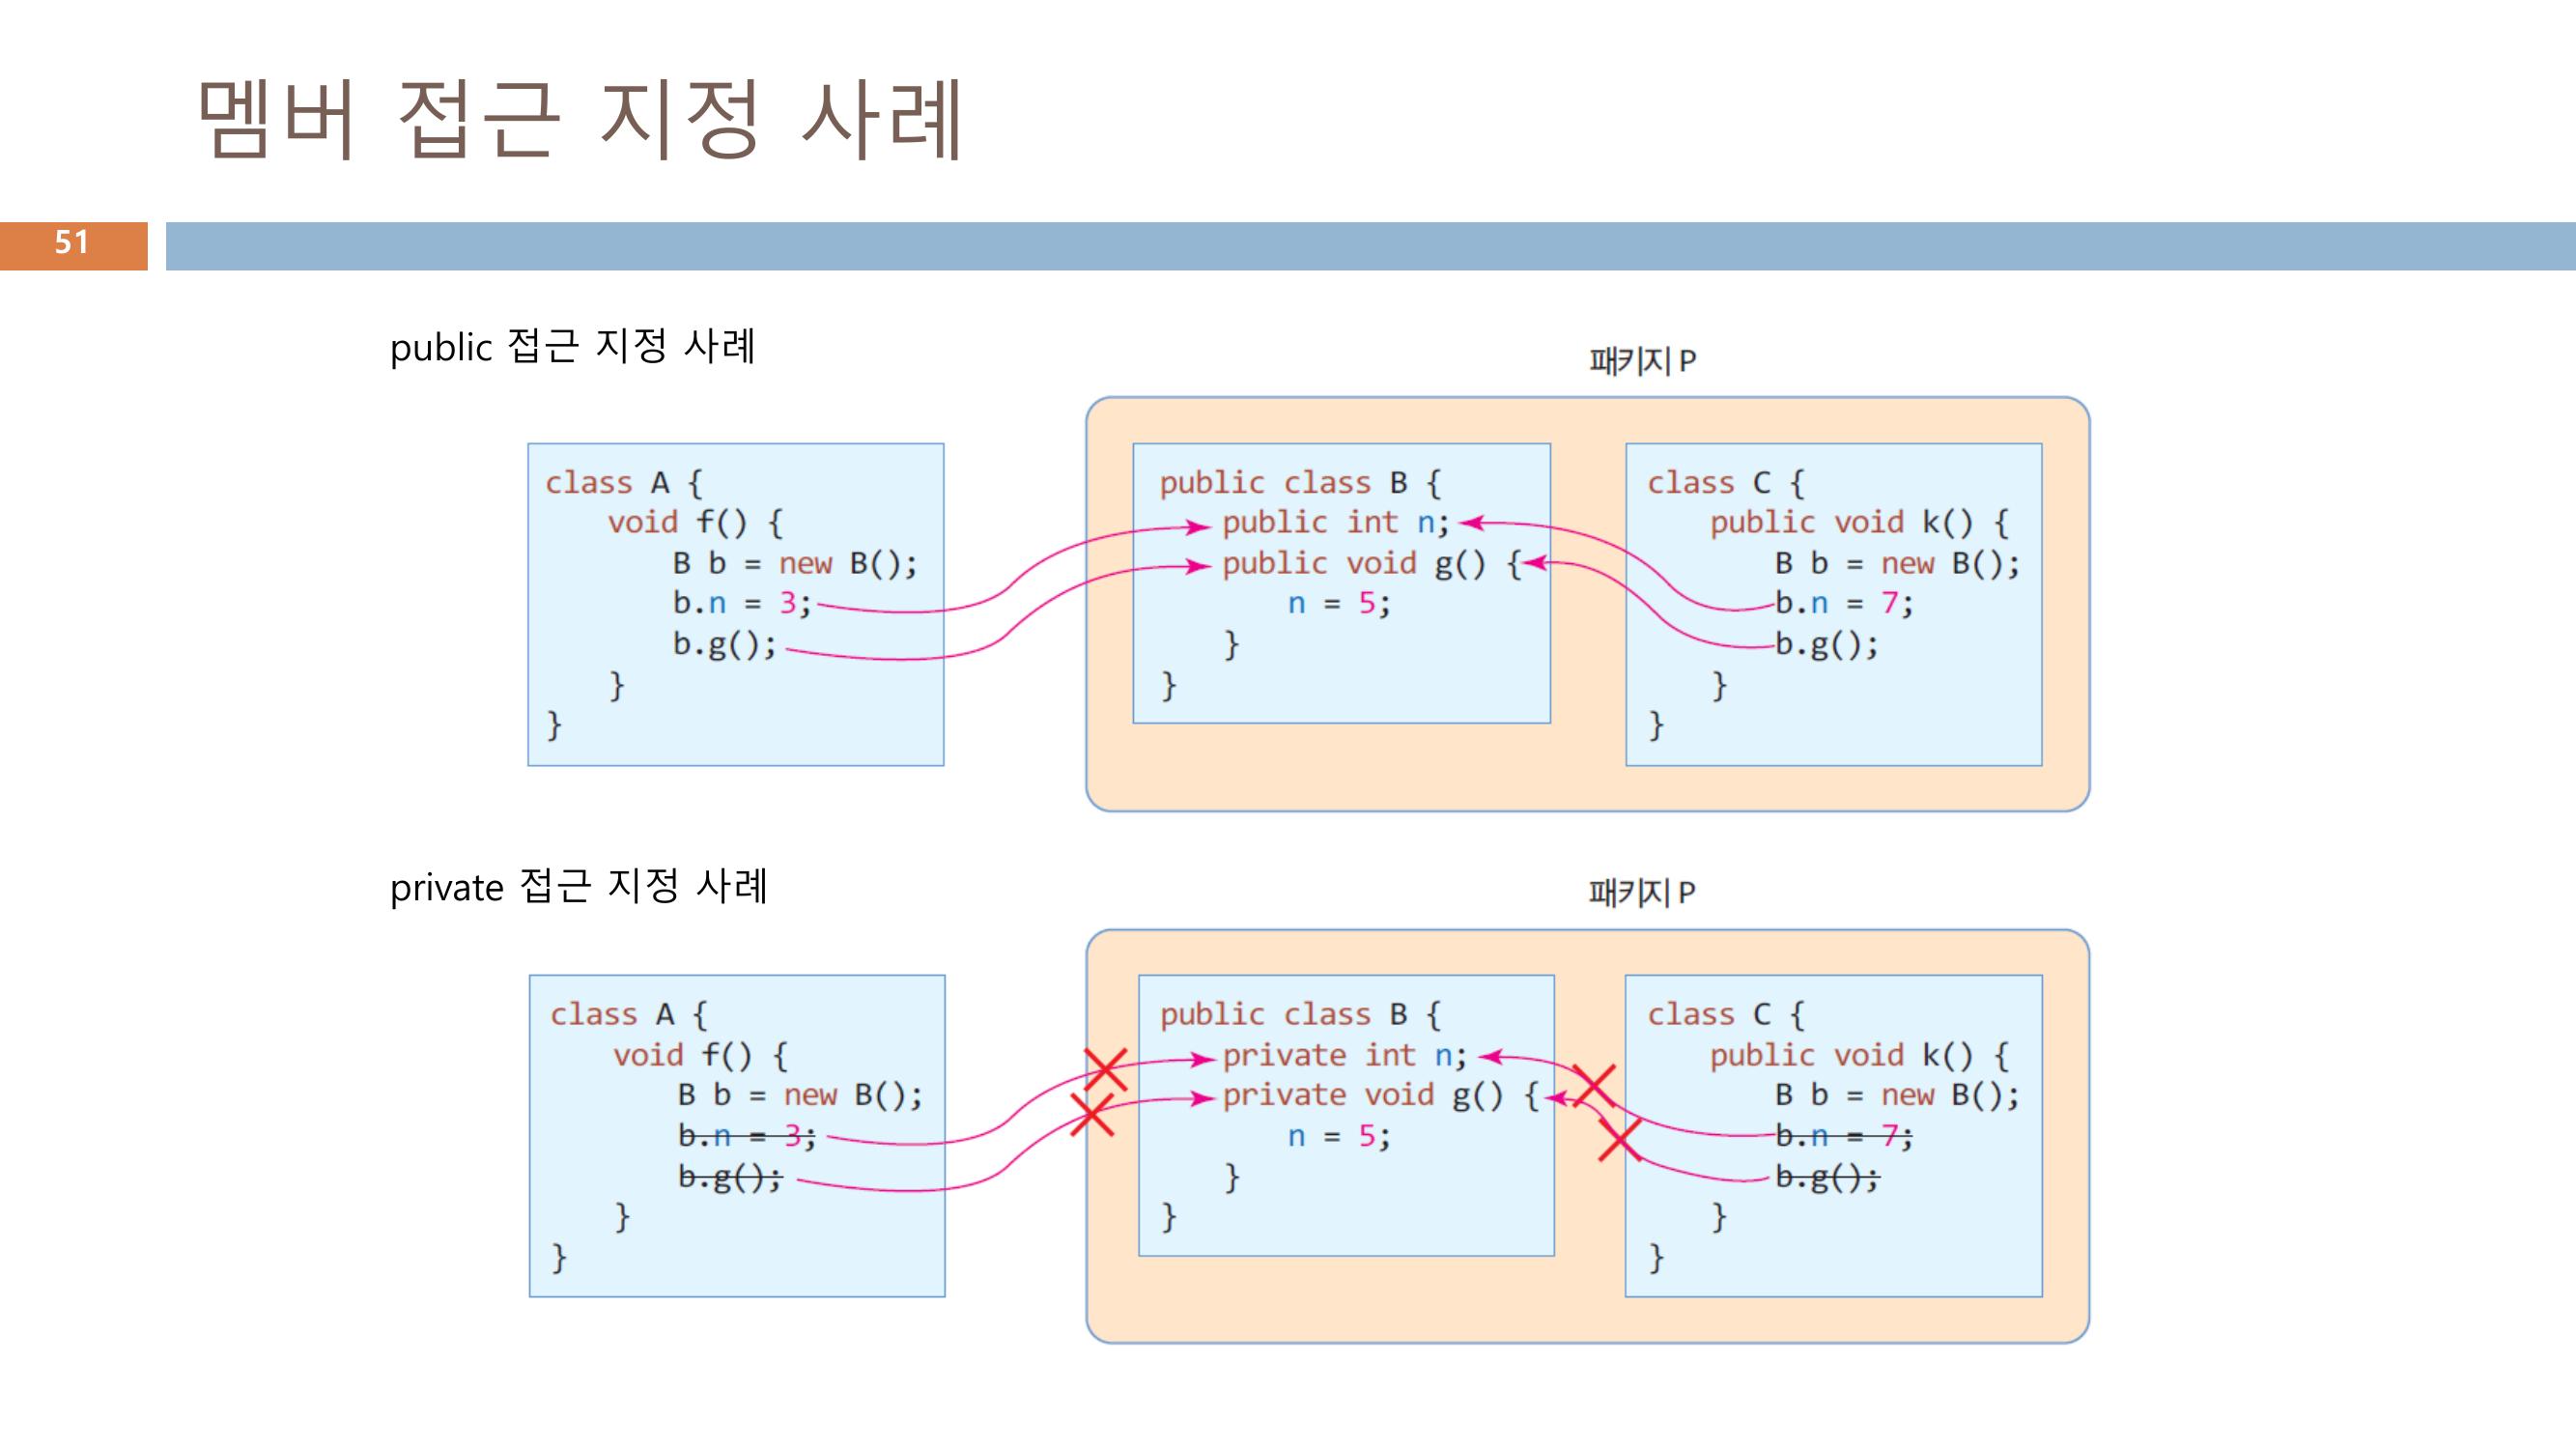 멤버 접근 지정 사례
51
public 접근 지정 사례
패키지 P
class A {
void f() {
B b = new B();
b.n = 3;
b.g();
}
}
public class B {
public int n;
public void g() {
n = 5;
}
}
class C {
public void k() {
B b = new B();
b.n = 7;
b.g();
}
}
private 접근 지정 사례
패키지 P
class A {
void f() {
B b = new B();
b.n = 3;
b.g();
}
}
public class B {
private int n;
private void g() {
n = 5;
}
}
class C {
public void k() {
B b = new B();
b.n = 7;
b.g();
}
}